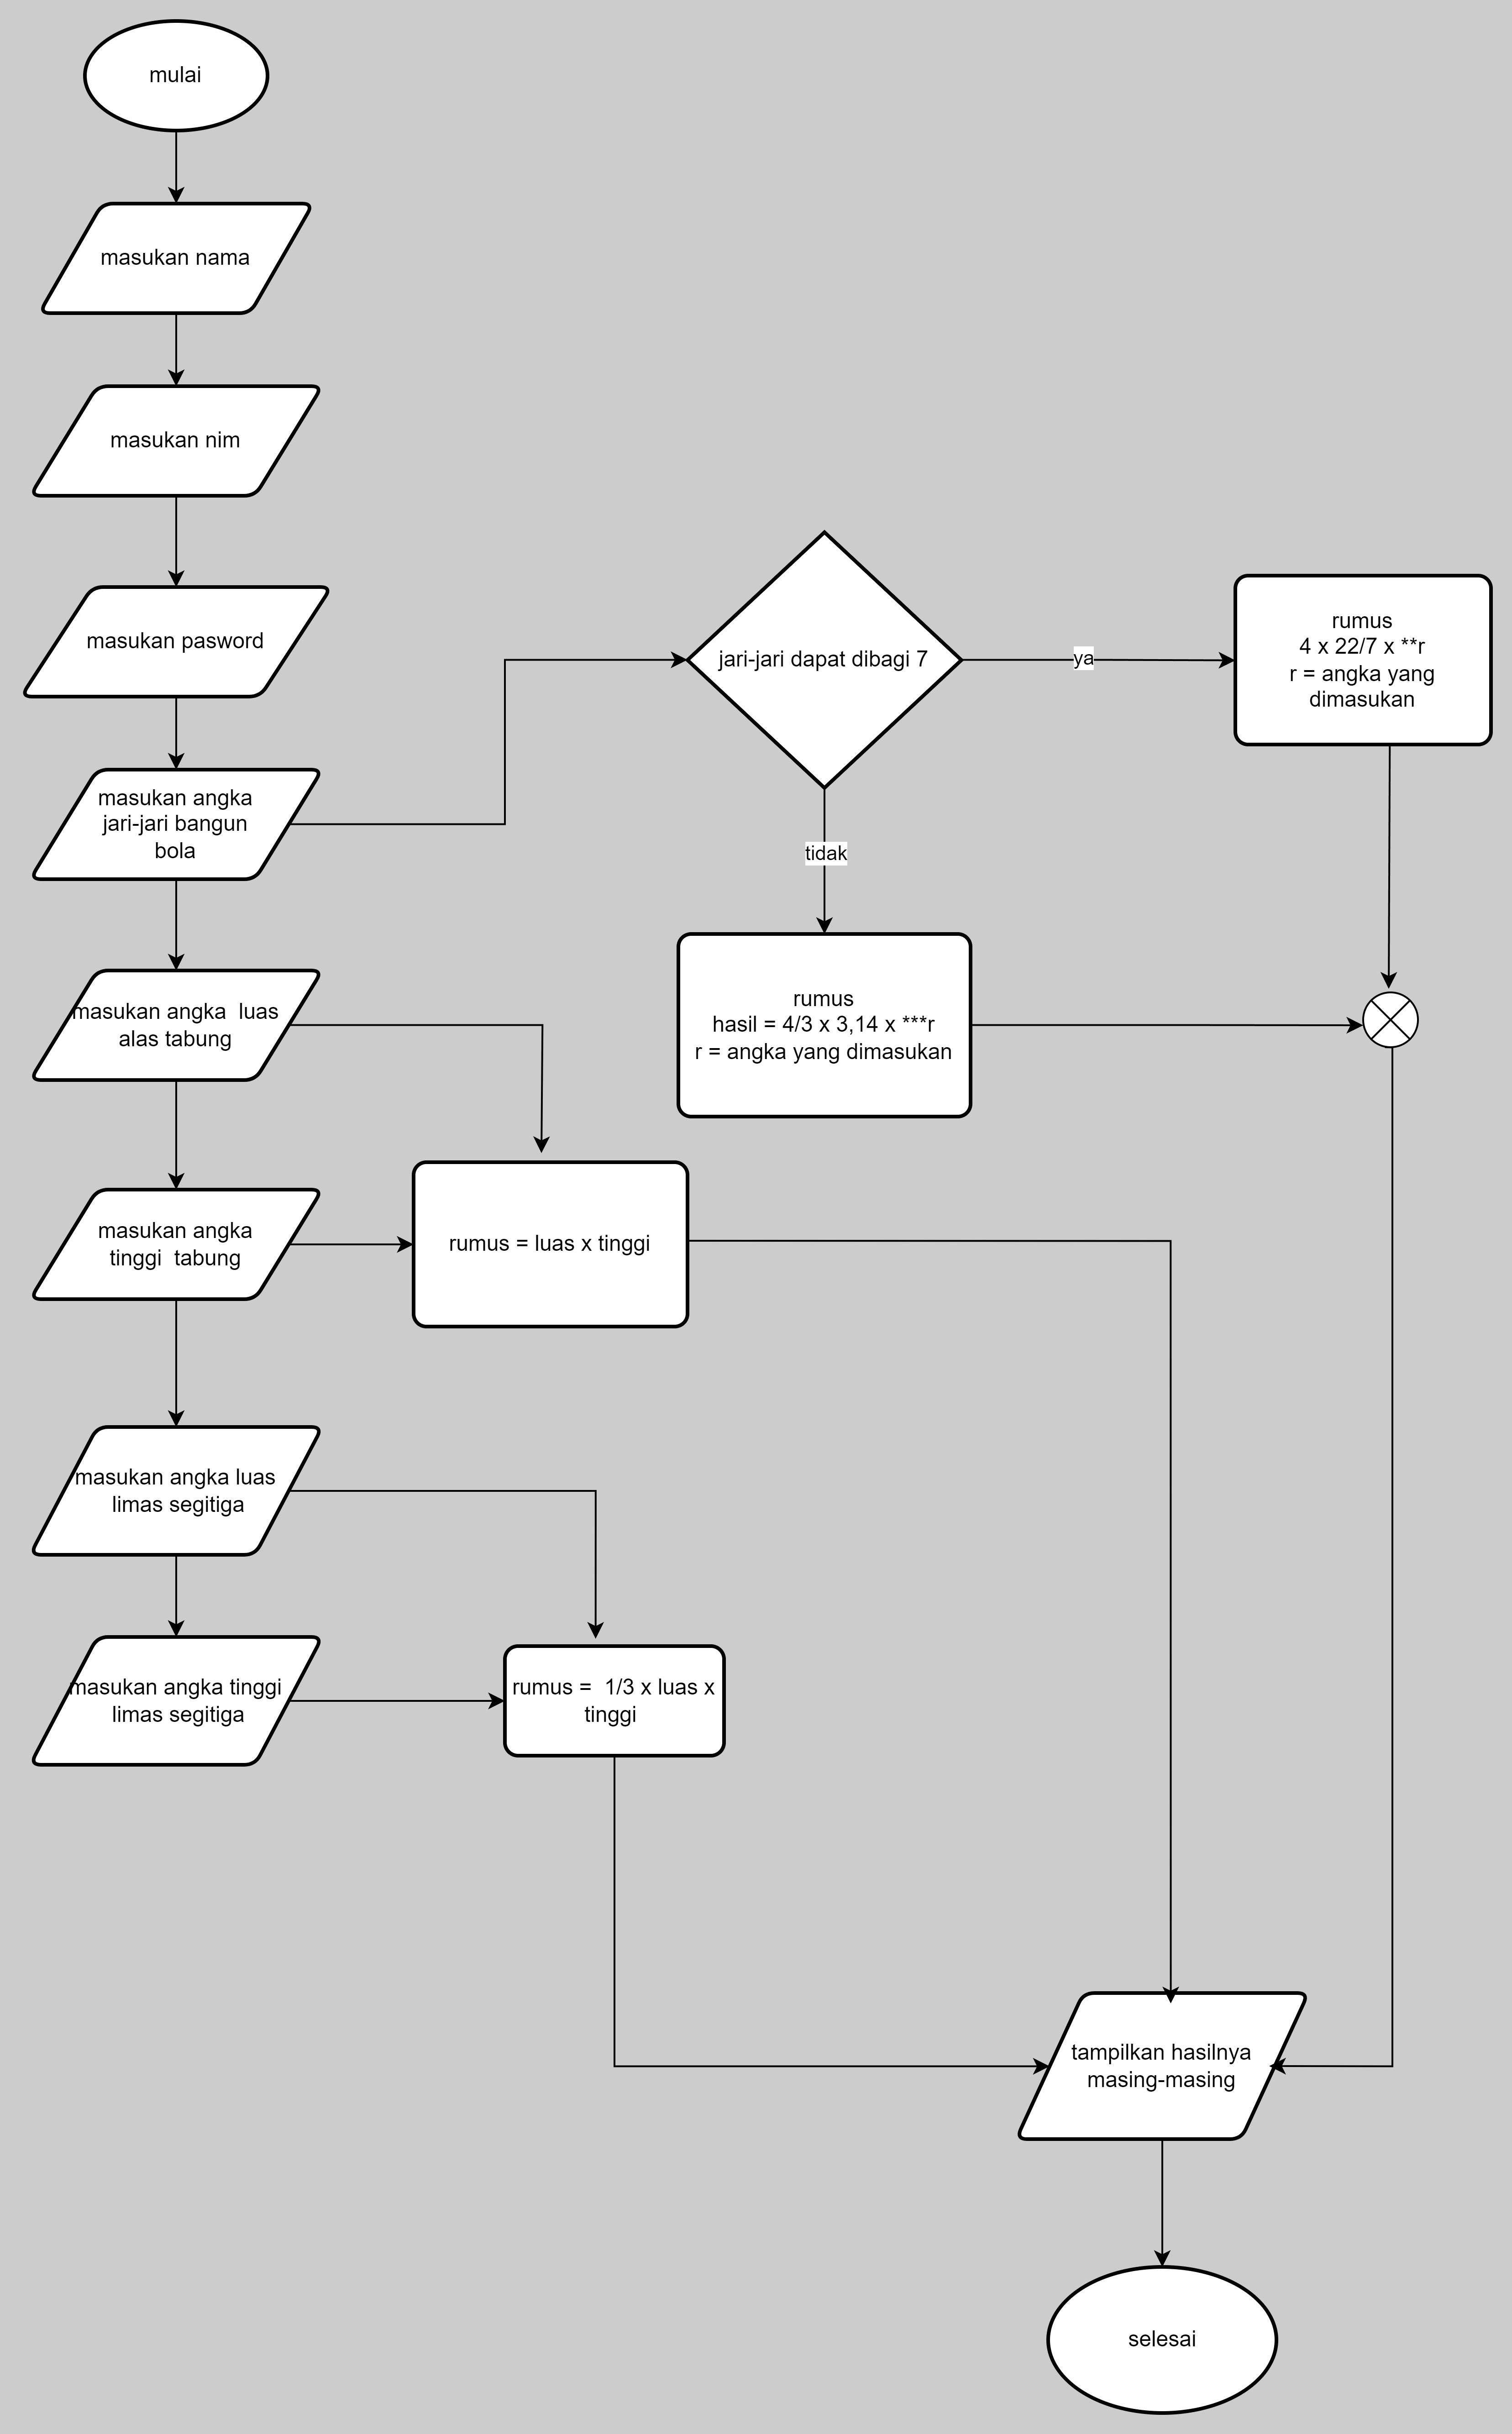 mulai
masukan nama
masukan nim
masukan pasword
masukan angka
jari-jari bangun
bola
jari-jari dapat dibagi 7
ya
rumus
4 x 22/7 x **r
r = angka yang
dimasukan
tidak
rumus
hasil = 4/3 x 3,14 x ***r
r = angka yang dimasukan
masukan angka  luas
alas tabung
masukan angka
tinggi  tabung
rumus = luas x tinggi
masukan angka luas
limas segitiga
masukan angka tinggi
limas segitiga
rumus =  1/3 x luas x
tinggi
tampilkan hasilnya
masing-masing
selesai